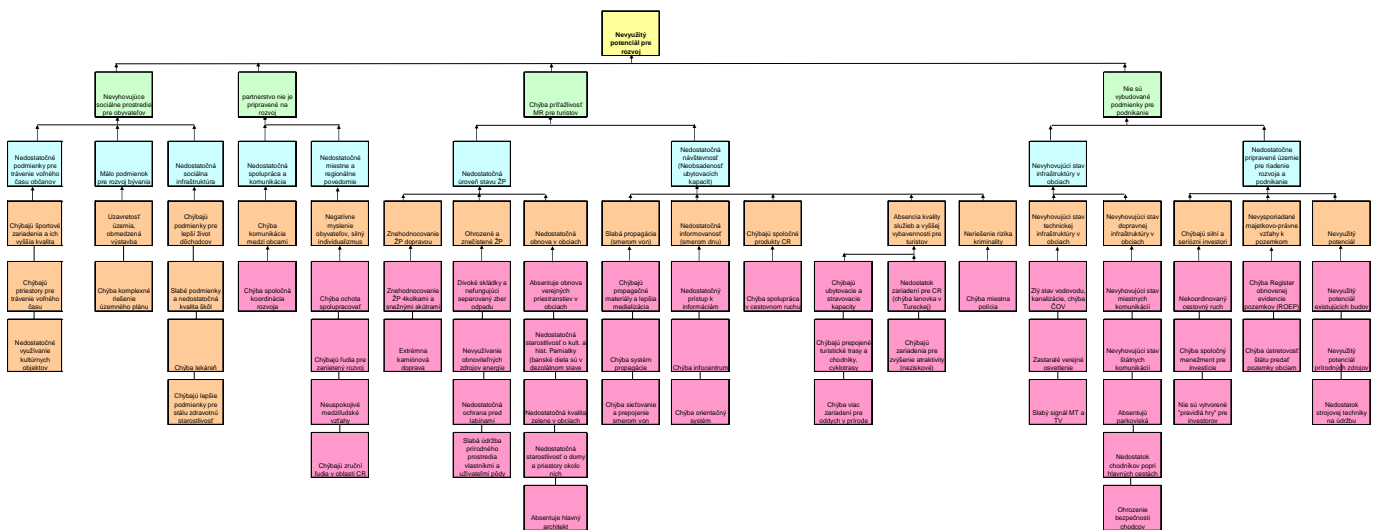 Nevyužitý
potenciál pre
rozvoj
Nevyhovujúce
sociálne prostredie
pre obyvateľov
partnerstvo nie je
pripravené na
rozvoj
Chýba príťažlivosť
MR pre turistov
Nie sú
vybudované
podmienky pre
podnikanie
Nedostatočné
podmienky pre
trávenie voľného
času občanov
Málo podmienok
pre rozvoj bývania
Nedostatočná
sociálna
infraštruktúra
Nedostatočná
spolupráca a
komunikácia
Nedostatočné
miestne a
regionálne
povedomie
Nedostatočná
úroveň stavu ŽP
Nedostatočná
návštevnosť
(Neobsadenosť
ubytovacích
kapacit)
Nevyhovujúci stav
infraštruktúry v
obciach
Nedostatočne
pripravené územie
pre riadenie
rozvoja a
podnikanie
Chýbajú športové
zariadenia a ich
vyššia kvalita
Uzavretosť
územia,
obmedzená
výstavba
Chýbajú
podmienky pre
lepší život
dôchodcov
Chýba
komunikácia
medzi obcami
Negatívne
myslenie
obyvateľov, silný
individualizmus
Znehodnocovanie
ŽP dopravou
Ohrozené a
znečistené ŽP
Nedostatočná
obnova v obciach
Slabá propagácia
(smerom von)
Nedostatočná
informovanosť
(smerom dnu)
Chýbajú spoločné
produkty CR
Absencia kvality
služieb a vyššej
vybavenosti pre
turistov
Neriešenie rizika
kriminality
Nevyhovujúci stav
technickej
infraštruktúry v
obciach
Nevyhovujúci stav
dopravnej
infraštruktúry v
obciach
Chýbajú silní a
seriózni investori
Nevysporiadané
majetkovo-právne
vzťahy k
pozemkom
Nevyužitý
potenciál
Chýbajú
ptriestory pre
trávenie voľného
času
Chýba komplexné
riešenie
územného plánu
Slabé podmienky
a nedostatočná
kvalita škôl
Chýba spoločná
koordinácia
rozvoja
Chýba ochota
spolupracovať
Znehodnocovanie
ŽP 4kolkami a
snežnými skútrami
Divoké skládky a
nefungujúci
separovaný zber
odpadu
Absentuje obnova
verejných
priestranstiev v
obciach
Chýbajú
propagačné
materiály a lepšia
medializácia
Nedostatočný
prístup k
informáciám
Chýba spolupráca
v cestovnom ruchu
Chýbajú
ubytovacie a
stravovacie
kapacity
Nedostatok
zariadení pre CR
(chýba lanovka v
Tureckej)
Chýba miestna
polícia
Zlý stav vodovodu,
kanalizácie, chýba
ČOV
Nevyhovujúci stav
miestnych
komunikácií
Nekoordinovaný
cestovný ruch
Chýba Register
obnovenej
evidencie
pozemkov (ROEP)
Nevyužitý
potenciál
existujúcich budov
Nedostatočné
využívanie
kultúrnych
objektov
Chýba lekáreň
Chýbajú ľudia pre
zanietený rozvoj
Extrémna
kamiónová
doprava
Nevyužívanie
obnoviteľných
zdrojov energie
Nedostatočná
starostlivosť o kult. a
hist. Pamiatky
(banské diela sú v
dezolátnom stave
Chýba systém
propagácie
Chýba infocentrum
Chýbajú prepojené
turistické trasy a
chodníky,
cyklotrasy
Chýbajú
zariadenia pre
zvýšenie atraktivity
(neziskové)
Zastaralé verejné
osvetlenie
Nevyhovujúci stav
štátnych
komunikácií
Chýba spoločný
menežment pre
investície
Chýba ústretovosť
štátu predať
pozemky obciam
Nevyužitý
potenciál
prírodných zdrojov
Chýbajú lepšie
podmienky pre
stálu zdravotnú
starostlivosť
Neuspokojivé
medziľudské
vzťahy
Nedostatočná
ochrana pred
labinami
Nedostatočná kvalita
zelene v obciach
Chýba sieťovanie
a prepojenie
smerom von
Chýba orientačný
systém
Chýba viac
zariadení pre
oddych v prírode
Slabý signál MT a
TV
Absentujú
parkoviská
Nie sú vytvorené
"pravidlá hry" pre
investorov
Nedostatok
strojovej techniky
na údržbu
Chýbajú zruční
ľudia v oblasti CR
Slabá údržba
prírodného
prostredia
vlastníkmi a
užívateľmi pôdy
Nedostatočná
starostlivosť o domy
a priestory okolo
nich
Nedostatok
chodníkov popri
hlavných cestách
Absentuje hlavný
architekt
Ohrozenie
bezpečnosti
chodcov